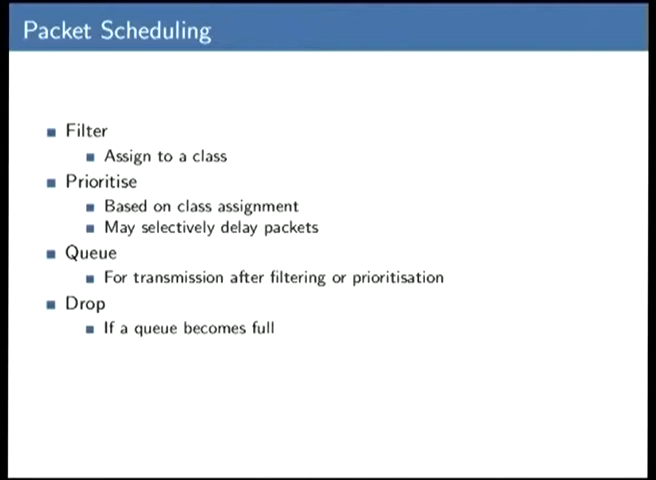 Packet Scheduling
Filter
Assign to a class
Prioritise
Based on class assignment
May selectively delay packets
Queue
For transmission after filtering or prioritisation
Drop
If a queue becomes full